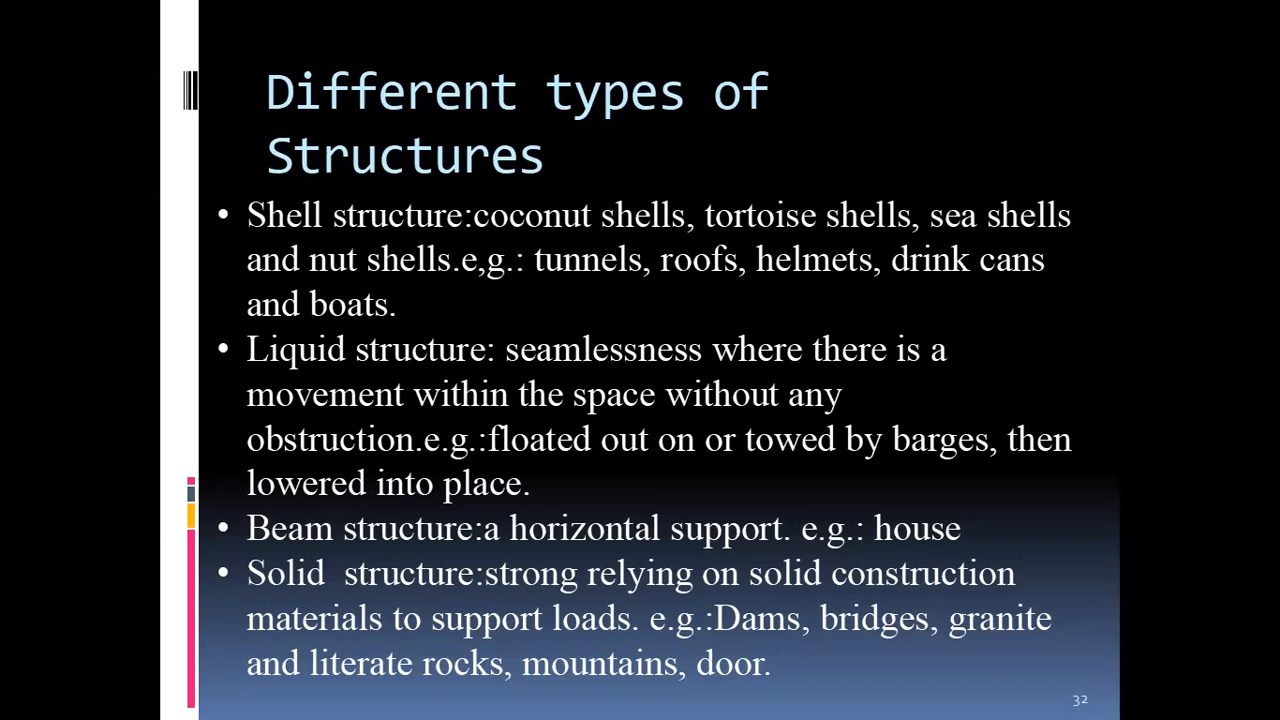 Different types of
Structures
• Shell structure:coconut shells, tortoise shells, sea shells
and nut shells.e,g.: tunnels, roofs, helmets, drink cans
and boats.
• Liquid structure: seamlessness where there is a
movement within the space without any
obstruction.e.g.:floated out on or towed by barges, then
lowered into place.
• Beam structure:a horizontal support. e.g.: house
• Solid  structure:strong relying on solid construction
materials to support loads. e.g.:Dams, bridges, granite
and literate rocks, mountains, door.
32